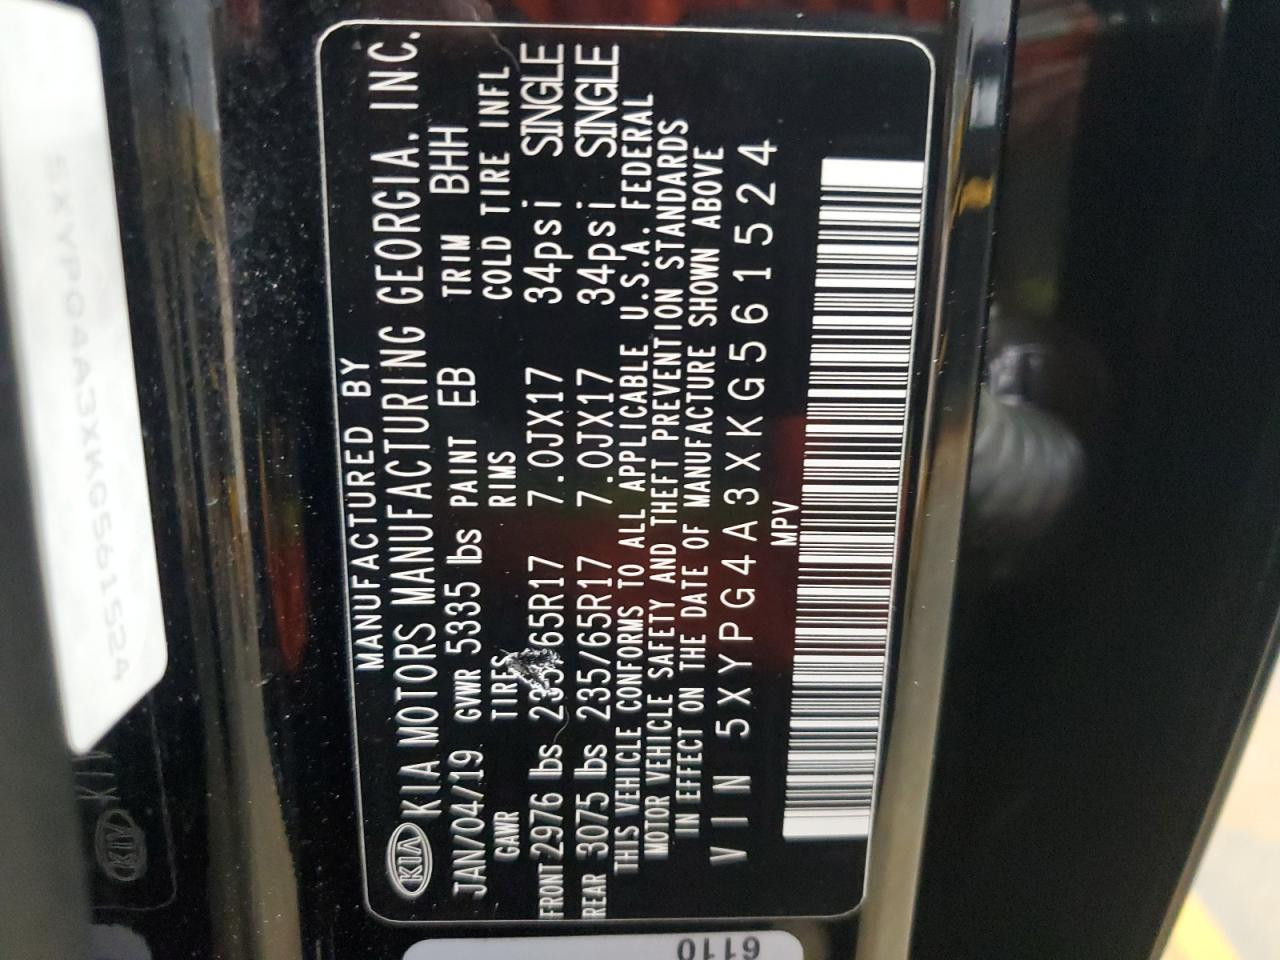 MANUFACTURED BY
KIA KIA MOTORS MANUFACTURING GEORGIA. INC.
JAN/04/19 GVWR 5335 lbs PAINT EB TRIM BHH
GAWR TIRES RIMS COLD TIRE INFL
FRONT 2976 lbs 235/65R17 7.0JX17 34psi SINGLE
REAR 3075 lbs 235/65R17 7.0JX17 34psi SINGLE
THIS VEHICLE CONFORMS TO ALL APPLICABLE U.S.A. FEDERAL
MOTOR VEHICLE SAFETY AND THEFT PREVENTION STANDARDS
IN EFFECT ON THE DATE OF MANUFACTURE SHOWN ABOVE
VIN 5XYPG4A3XKG561524
MPV
5XYPG4A3XKG561524
KIA
6110